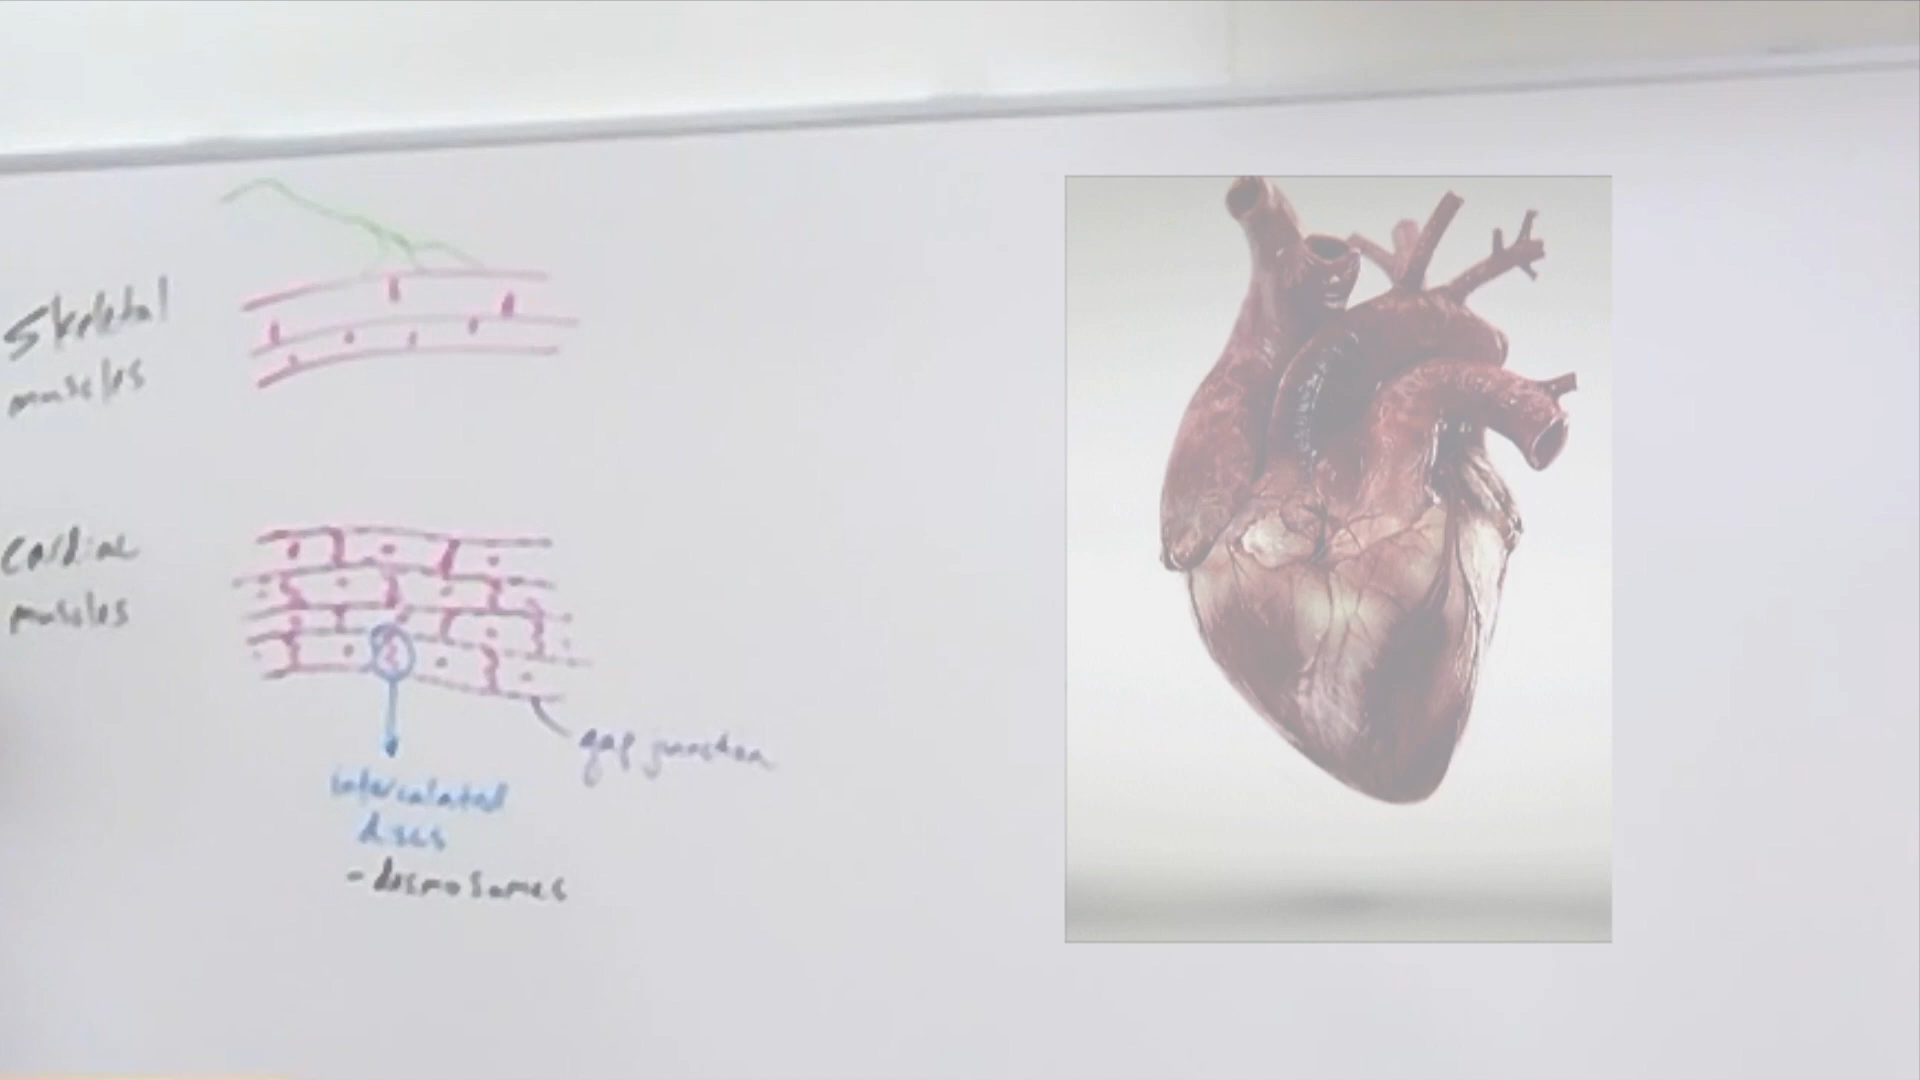 Skeletal
muscles
cardiac
muscles
gap junction
intercalated
discs
- desmosomes